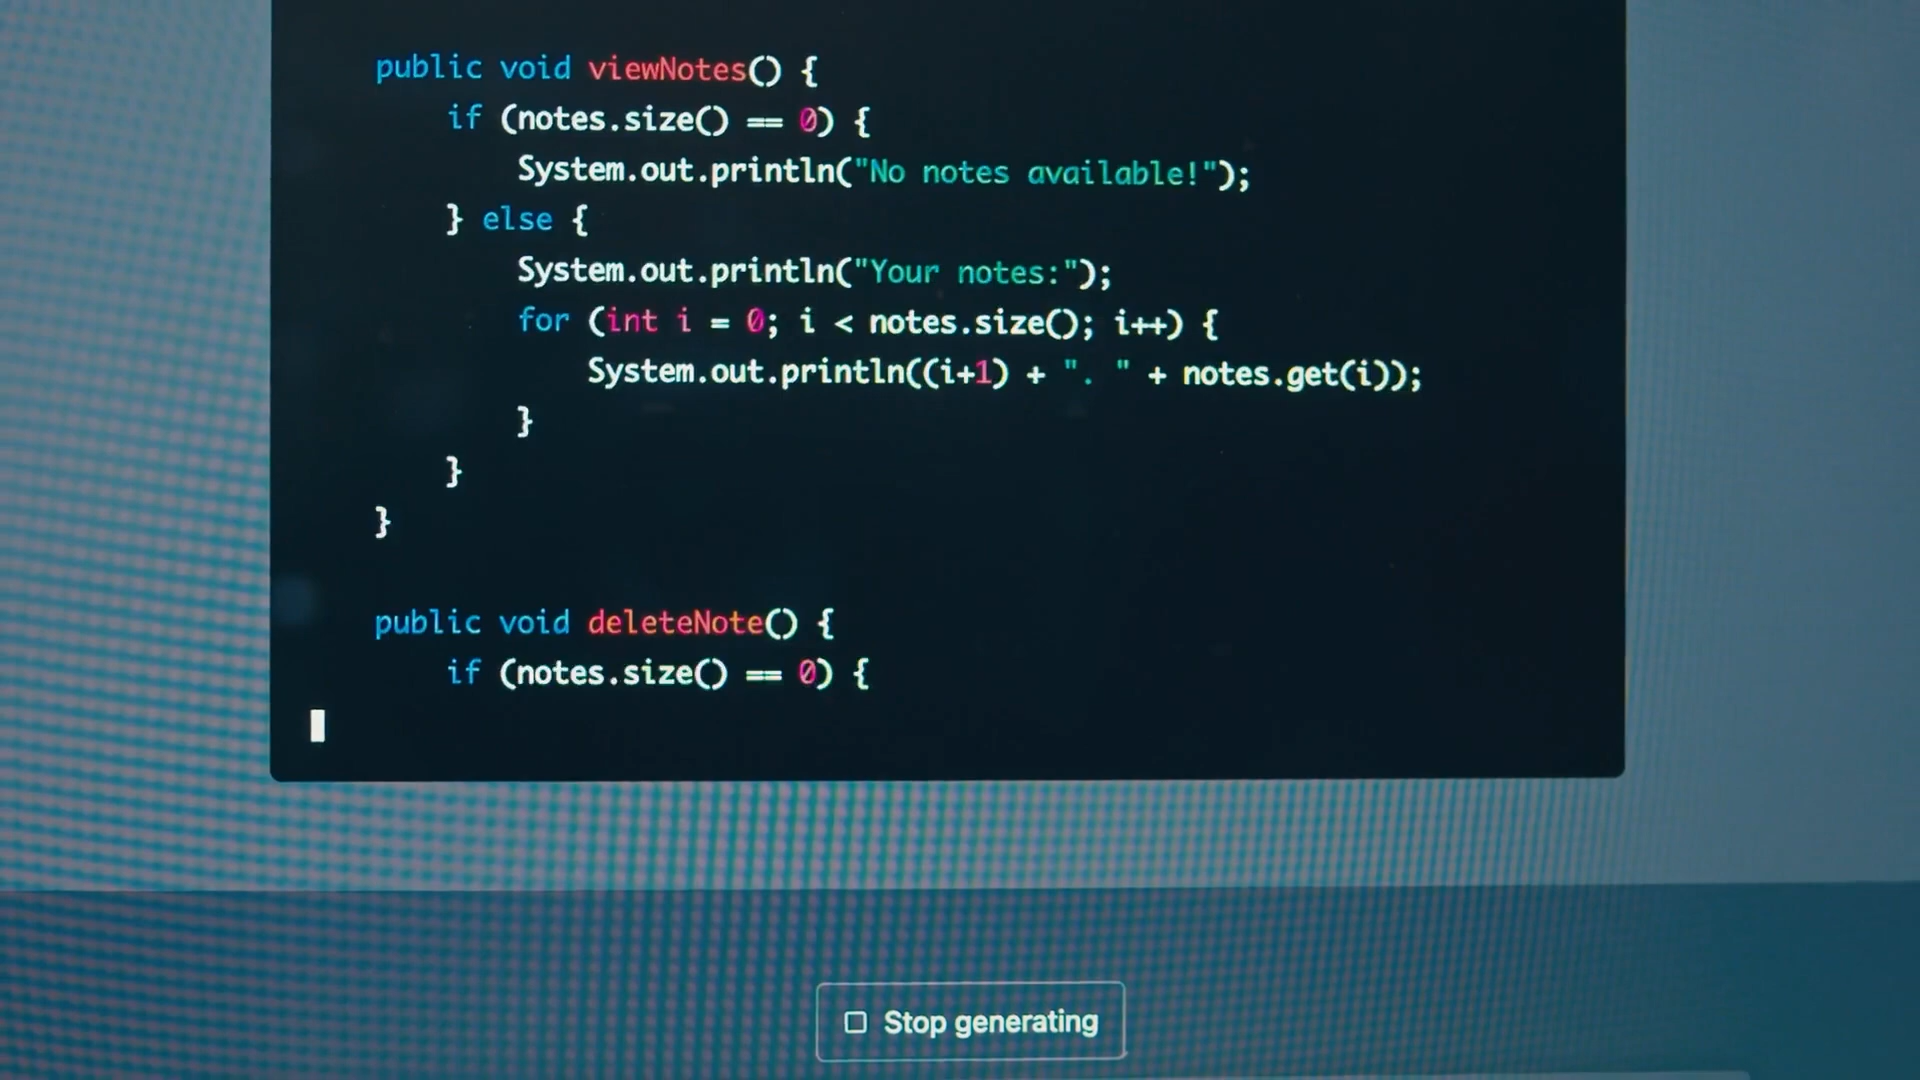 public void viewNotes() {
if (notes.size() == 0) {
System.out.println("No notes available!");
} else {
System.out.println("Your notes:");
for (int i = 0; i < notes.size(); i++) {
System.out.println((i+1) + ". " + notes.get(i));
}
}
}
public void deleteNote() {
if (notes.size() == 0) {
Stop generating